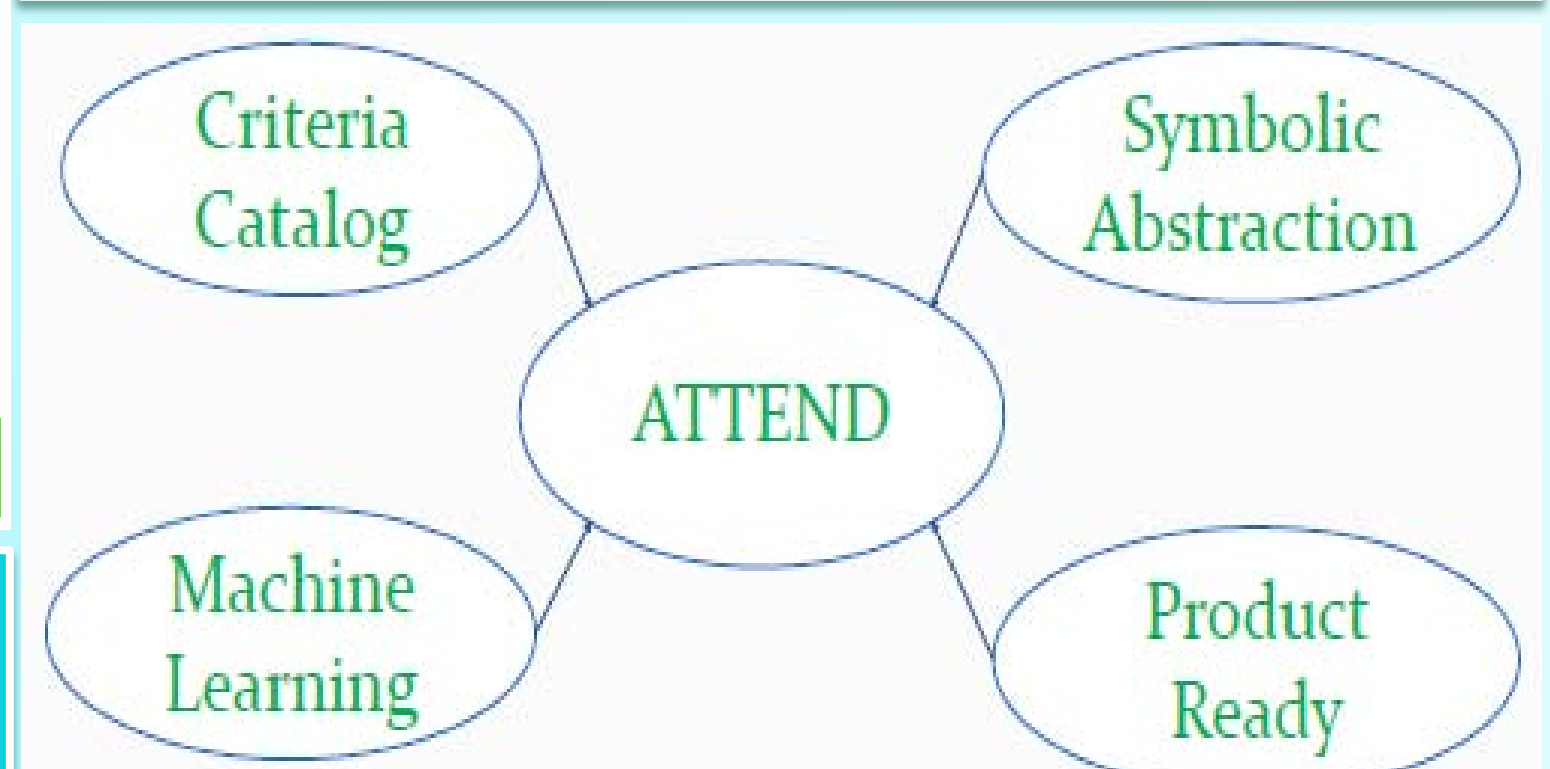 Criteria
Catalog
Symbolic
Abstraction
ATTEND
Machine
Learning
Product
Ready